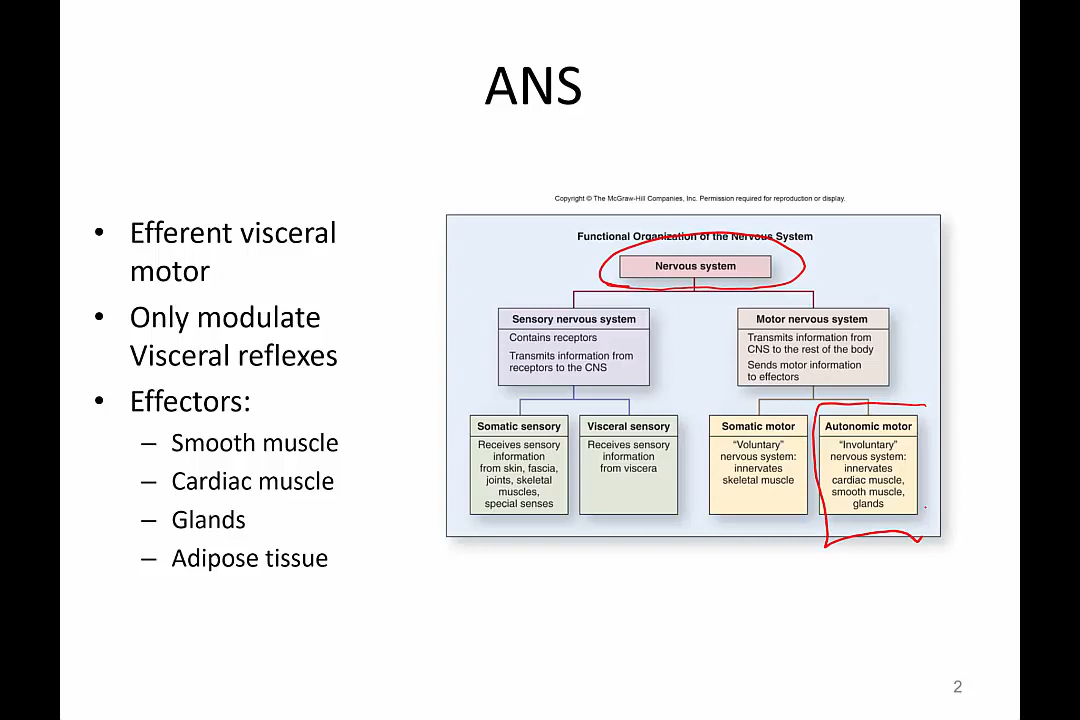 ANS
• Efferent visceral
motor
• Only modulate
Visceral reflexes
• Effectors:
– Smooth muscle
– Cardiac muscle
– Glands
– Adipose tissue
Copyright © The McGraw-Hill Companies, Inc. Permission required for reproduction or display.
Functional Organization of the Nervous System
Nervous system
Sensory nervous system
Contains receptors
Transmits information from
receptors to the CNS
Motor nervous system
Transmits information from
CNS to the rest of the body
Sends motor information
to effectors
Somatic sensory
Receives sensory
information
from skin, fascia,
joints, skeletal
muscles,
special senses
Visceral sensory
Receives sensory
information
from viscera
Somatic motor
“Voluntary”
nervous system:
innervates
skeletal muscle
Autonomic motor
“Involuntary”
nervous system:
innervates
cardiac muscle,
smooth muscle,
glands
2